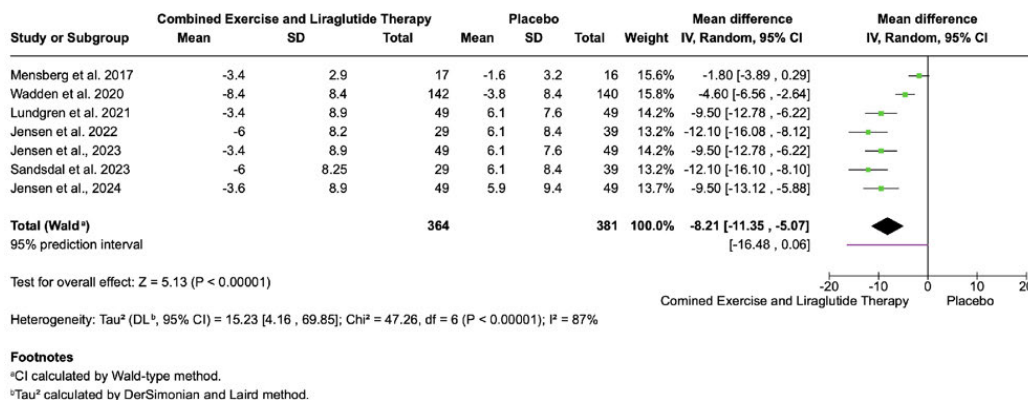 Combined Exercise and Liraglutide Therapy Placebo Mean difference Mean difference
Study or Subgroup Mean SD Total Mean SD Total Weight IV, Random, 95% CI IV, Random, 95% CI
Mensberg et al. 2017 -3.4 2.9 17 -1.6 3.2 16 15.6% -1.80 [-3.89 , 0.29]
Wadden et al. 2020 -8.4 8.4 142 -3.8 8.4 140 15.8% -4.60 [-6.56 , -2.64]
Lundgren et al. 2021 -3.4 8.9 49 6.1 7.6 49 14.2% -9.50 [-12.78 , -6.22]
Jensen et al. 2022 -6 8.2 29 6.1 8.4 39 13.2% -12.10 [-16.08 , -8.12]
Jensen et al., 2023 -3.4 8.9 49 6.1 7.6 49 14.2% -9.50 [-12.78 , -6.22]
Sandsdal et al. 2023 -6 8.25 29 6.1 8.4 39 13.2% -12.10 [-16.10 , -8.10]
Jensen et al., 2024 -3.6 8.9 49 5.9 9.4 49 13.7% -9.50 [-13.12 , -5.88]
Total (Waldᵃ) 364 381 100.0% -8.21 [-11.35 , -5.07]
95% prediction interval [-16.48 , 0.06]
-20 -10 0 10 20
Test for overall effect: Z = 5.13 (P < 0.00001)
Comined Exercise and Liraglutide Therapy Placebo
Heterogeneity: Tau² (DLᵇ, 95% CI) = 15.23 [4.16 , 69.85]; Chi² = 47.26, df = 6 (P < 0.00001); I² = 87%
Footnotes
ᵃCI calculated by Wald-type method.
ᵇTau² calculated by DerSimonian and Laird method.